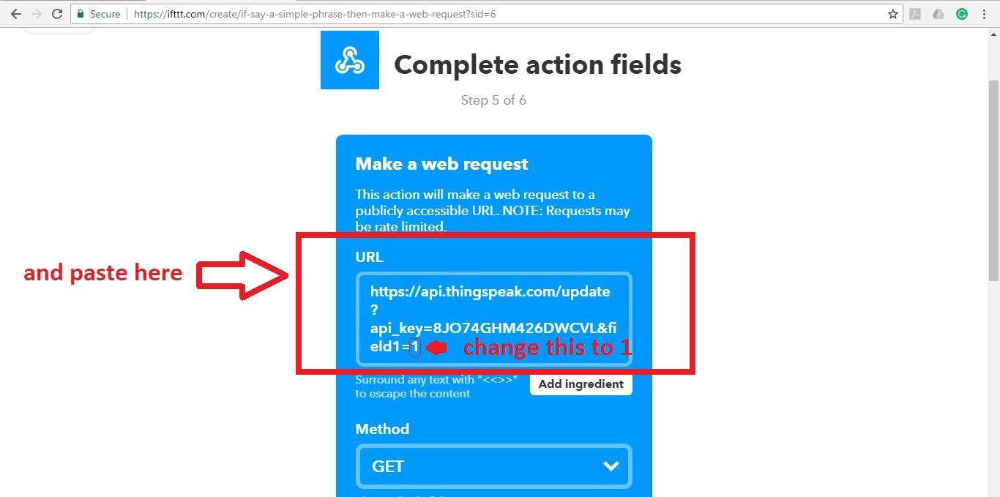 Secure https://ifttt.com/create/if-say-a-simple-phrase-then-make-a-web-request?sid=6
Complete action fields
Step 5 of 6
Make a web request
This action will make a web request to a
publicly accessible URL. NOTE: Requests may
be rate limited.
URL
and paste here
https://api.thingspeak.com/update
?
api_key=8JO74GHM426DWCVL&fi
eld1=1
change this to 1
Surround any text with "<<>>"
to escape the content
Add ingredient
Method
GET